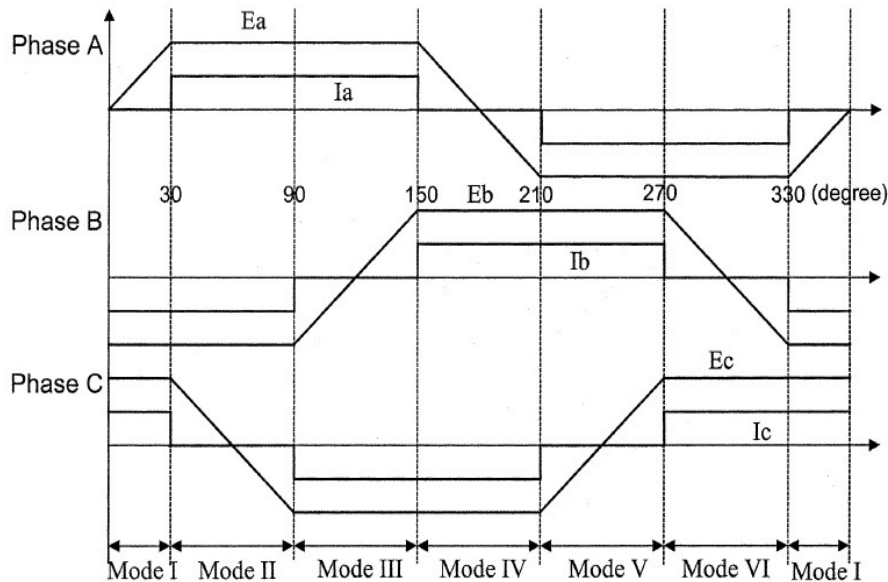 Phase A
Ea
Ia
30 90 150 Eb 210 270 330 (degree)
Phase B
Ib
Phase C
Ec
Ic
Mode I Mode II Mode III Mode IV Mode V Mode VI Mode I